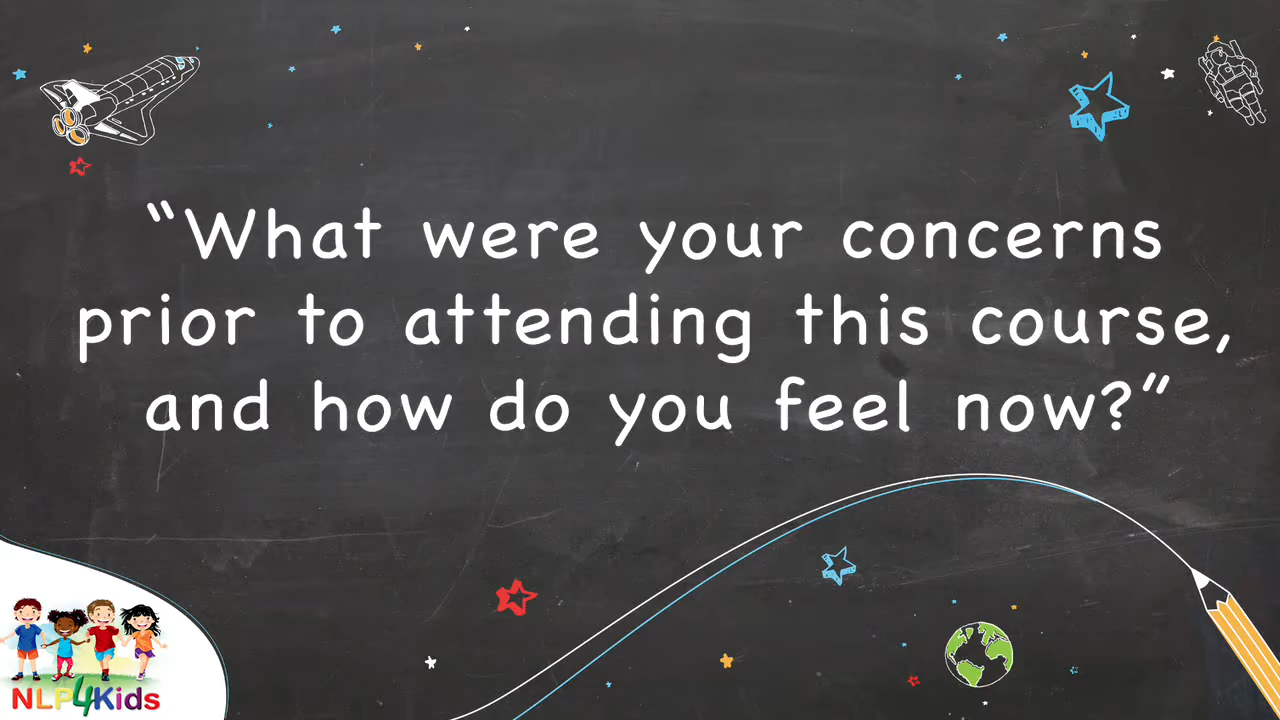 “What were your concerns
prior to attending this course,
and how do you feel now?”
NLP4Kids